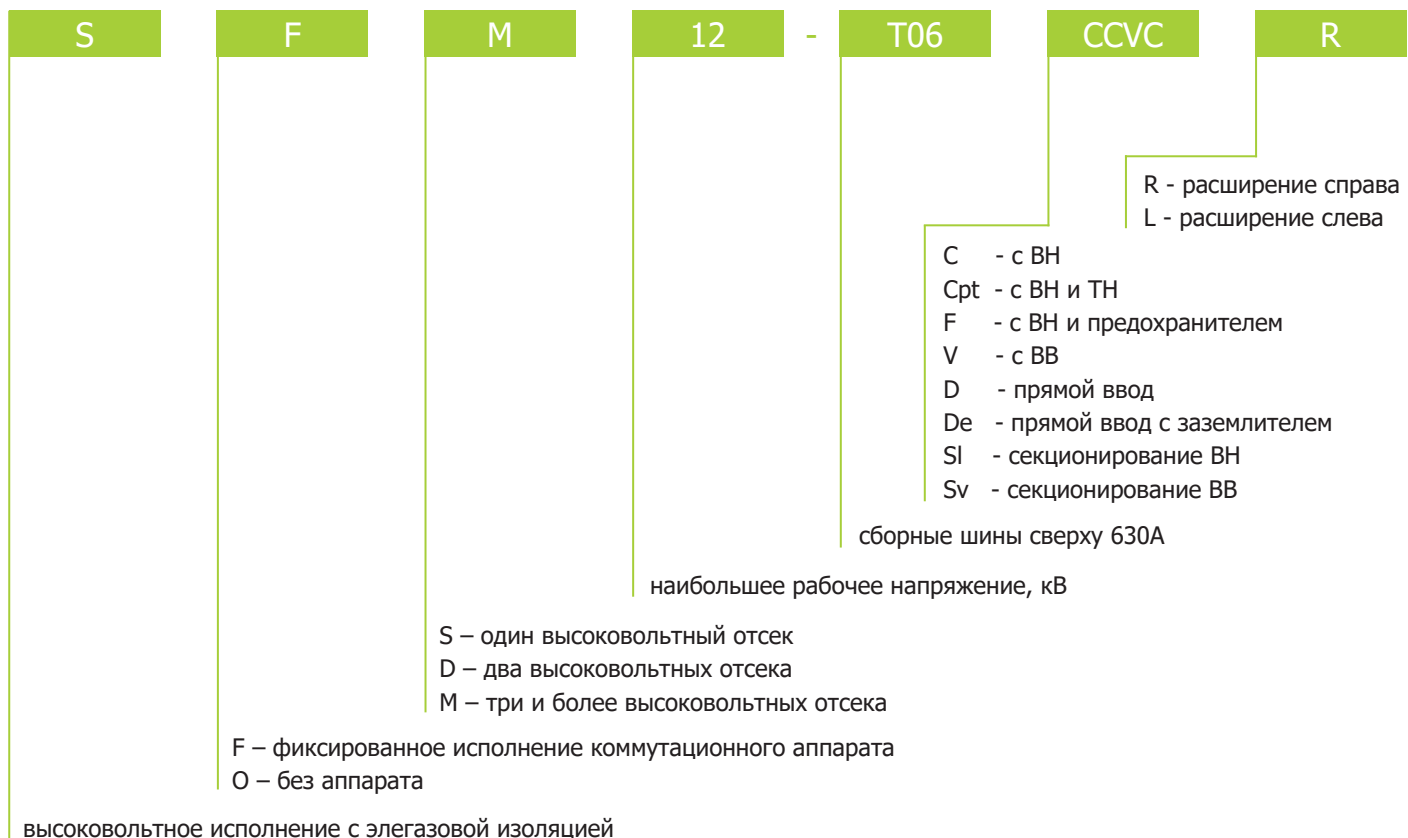 S F M 12 - T06 CCVC R
R - расширение справа
L - расширение слева
C - с ВН
Cpt - с ВН и ТН
F - с ВН и предохранителем
V - с ВВ
D - прямой ввод
De - прямой ввод с заземлителем
Sl - секционирование ВН
Sv - секционирование ВВ
сборные шины сверху 630А
наибольшее рабочее напряжение, кВ
S – один высоковольтный отсек
D – два высоковольтных отсека
M – три и более высоковольтных отсека
F – фиксированное исполнение коммутационного аппарата
O – без аппарата
высоковольтное исполнение с элегазовой изоляцией